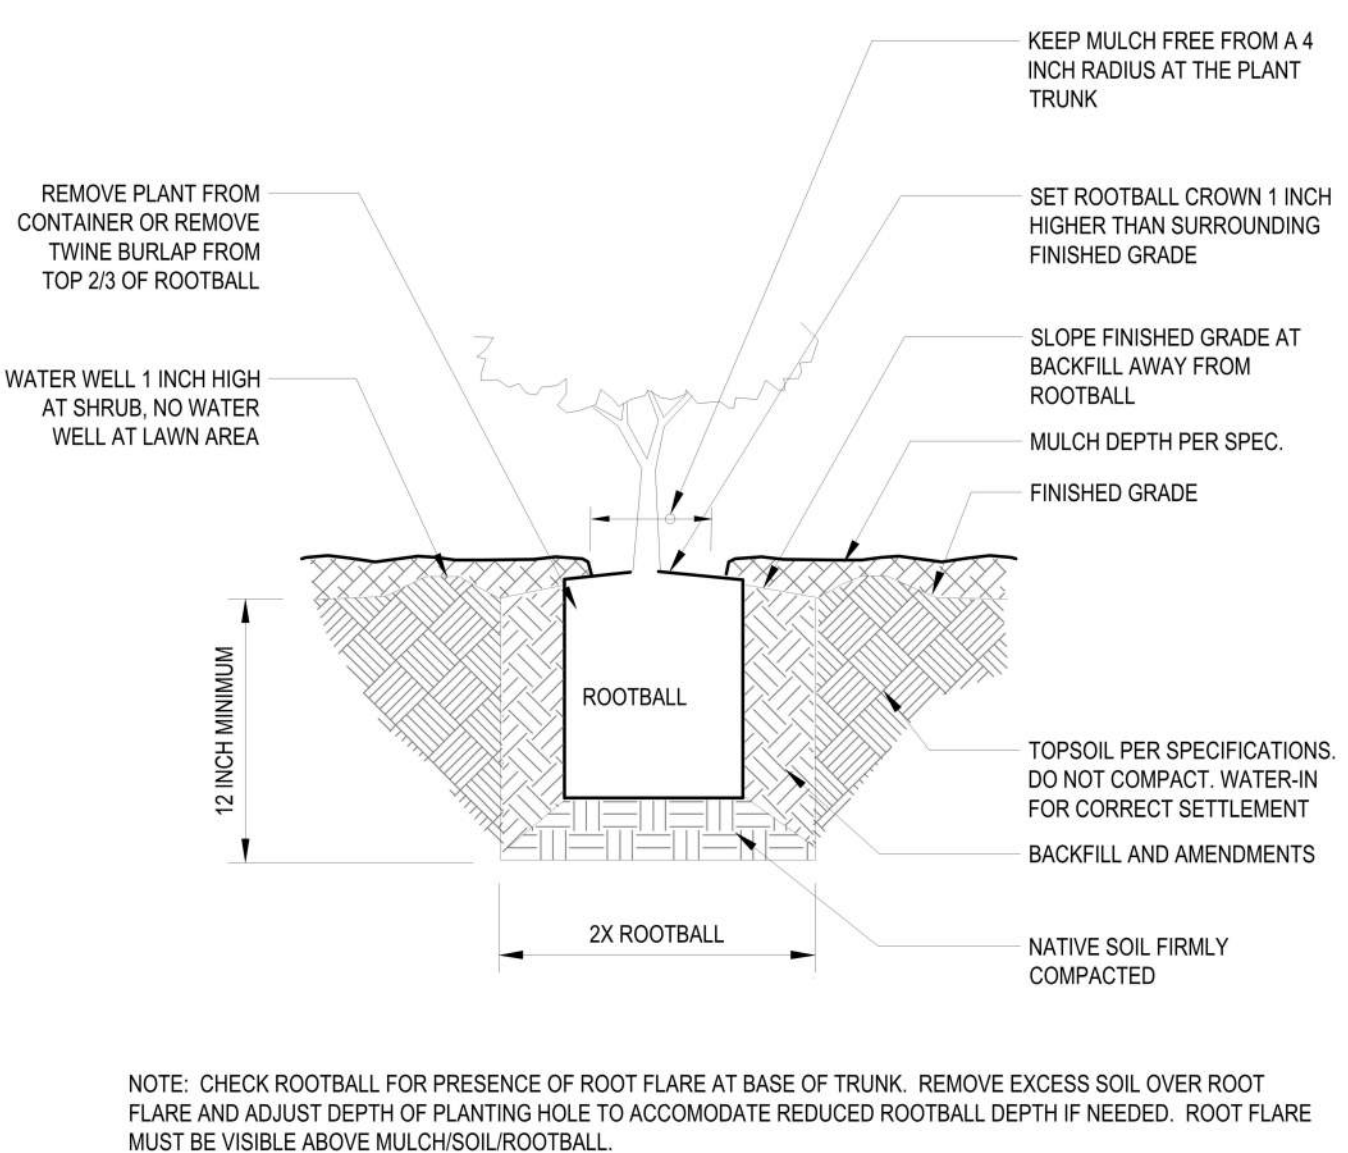 KEEP MULCH FREE FROM A 4
INCH RADIUS AT THE PLANT
TRUNK
REMOVE PLANT FROM
CONTAINER OR REMOVE
TWINE BURLAP FROM
TOP 2/3 OF ROOTBALL
SET ROOTBALL CROWN 1 INCH
HIGHER THAN SURROUNDING
FINISHED GRADE
WATER WELL 1 INCH HIGH
AT SHRUB, NO WATER
WELL AT LAWN AREA
SLOPE FINISHED GRADE AT
BACKFILL AWAY FROM
ROOTBALL
MULCH DEPTH PER SPEC.
FINISHED GRADE
12 INCH MINIMUM
ROOTBALL
TOPSOIL PER SPECIFICATIONS.
DO NOT COMPACT. WATER-IN
FOR CORRECT SETTLEMENT
BACKFILL AND AMENDMENTS
2X ROOTBALL
NATIVE SOIL FIRMLY
COMPACTED
NOTE: CHECK ROOTBALL FOR PRESENCE OF ROOT FLARE AT BASE OF TRUNK. REMOVE EXCESS SOIL OVER ROOT
FLARE AND ADJUST DEPTH OF PLANTING HOLE TO ACCOMODATE REDUCED ROOTBALL DEPTH IF NEEDED. ROOT FLARE
MUST BE VISIBLE ABOVE MULCH/SOIL/ROOTBALL.